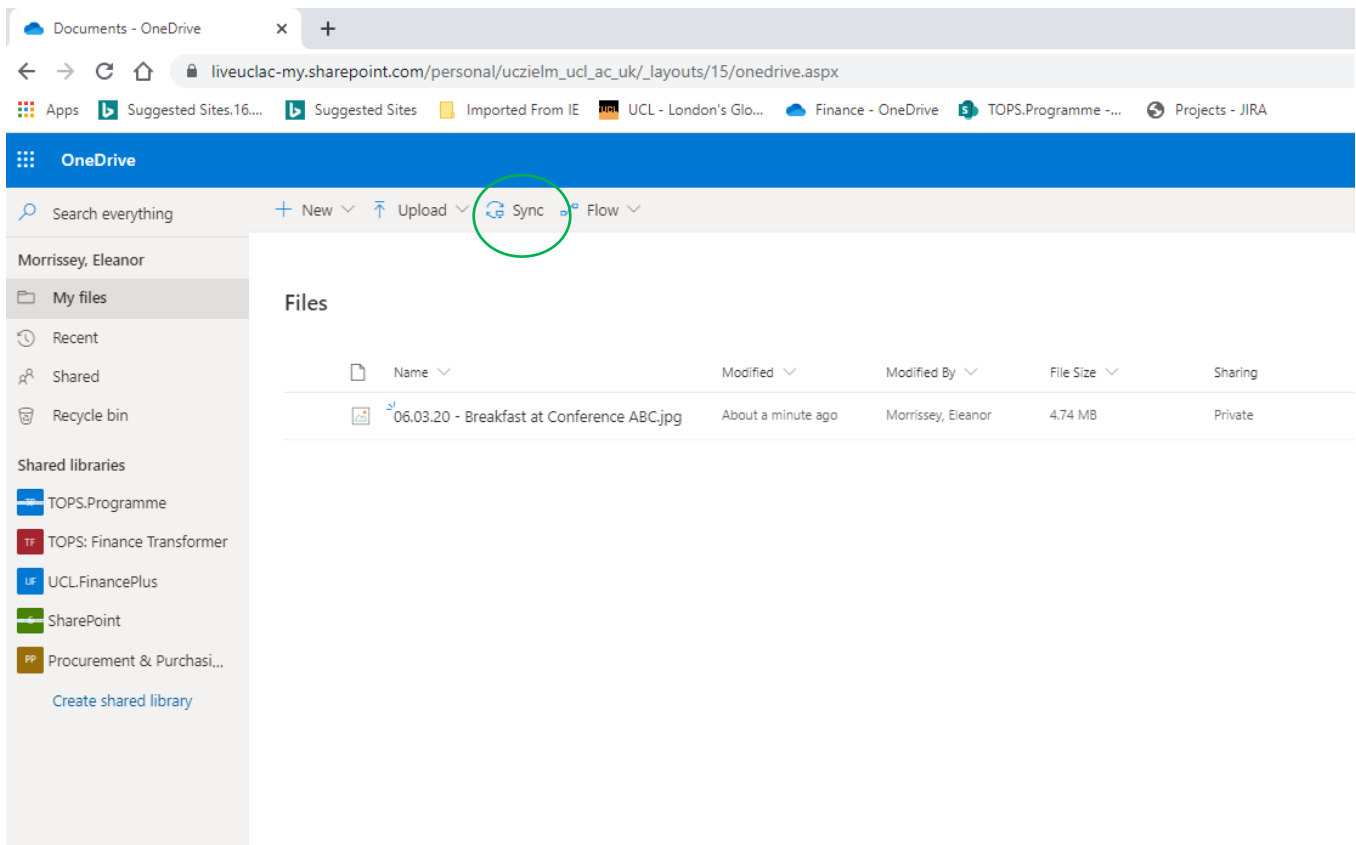 Documents - OneDrive
liveuclac-my.sharepoint.com/personal/uczielm_ucl_ac_uk/_layouts/15/onedrive.aspx
Apps Suggested Sites.16.... Suggested Sites Imported From IE UCL UCL - London's Glo... Finance - OneDrive S TOPS.Programme -... Projects - JIRA
OneDrive
Search everything New Upload Sync Flow
Morrissey, Eleanor
My files
Files
Recent
Name Modified Modified By File Size Sharing
Shared
06.03.20 - Breakfast at Conference ABC.jpg About a minute ago Morrissey, Eleanor 4.74 MB Private
Recycle bin
Shared libraries
TOPS.Programme
TF TOPS: Finance Transformer
UF UCL.FinancePlus
SharePoint
PP Procurement & Purchasi...
Create shared library